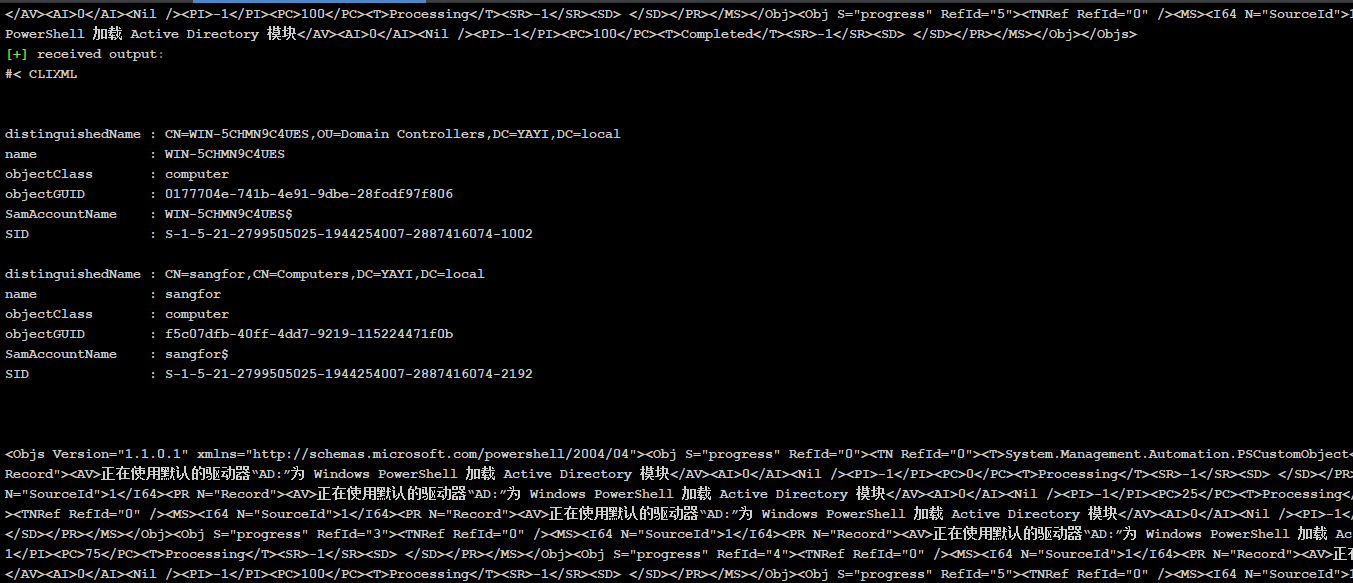 </AV><AI>0</AI><Nil /><PI>-1</PI><PC>100</PC><T>Processing</T><SR>-1</SR><SD> </SD></PR></MS></Obj><Obj S="progress" RefId="5"><TNRef RefId="0" /><MS><I64 N="SourceId">1
PowerShell 加载 Active Directory 模块</AV><AI>0</AI><Nil /><PI>-1</PI><PC>100</PC><T>Completed</T><SR>-1</SR><SD> </SD></PR></MS></Obj></Objs>
[+] received output:
#< CLIXML
distinguishedName : CN=WIN-5CHMN9C4UES,OU=Domain Controllers,DC=YAYI,DC=local
name : WIN-5CHMN9C4UES
objectClass : computer
objectGUID : 0177704e-741b-4e91-9dbe-28fcdf97f806
SamAccountName : WIN-5CHMN9C4UES$
SID : S-1-5-21-2799505025-1944254007-2887416074-1002
distinguishedName : CN=sangfor,CN=Computers,DC=YAYI,DC=local
name : sangfor
objectClass : computer
objectGUID : f5c07dfb-40ff-4dd7-9219-115224471f0b
SamAccountName : sangfor$
SID : S-1-5-21-2799505025-1944254007-2887416074-2192
<Objs Version="1.1.0.1" xmlns="http://schemas.microsoft.com/powershell/2004/04"><Obj S="progress" RefId="0"><TN RefId="0"><T>System.Management.Automation.PSCustomObject<
Record"><AV>正在使用默认的驱动器“AD:”为 Windows PowerShell 加载 Active Directory 模块</AV><AI>0</AI><Nil /><PI>-1</PI><PC>0</PC><T>Processing</T><SR>-1</SR><SD> </SD></PR>
N="SourceId">1</I64><PR N="Record"><AV>正在使用默认的驱动器“AD:”为 Windows PowerShell 加载 Active Directory 模块</AV><AI>0</AI><Nil /><PI>-1</PI><PC>25</PC><T>Processing</
><TNRef RefId="0" /><MS><I64 N="SourceId">1</I64><PR N="Record"><AV>正在使用默认的驱动器“AD:”为 Windows PowerShell 加载 Active Directory 模块</AV><AI>0</AI><Nil /><PI>-1</
</SD></PR></MS></Obj><Obj S="progress" RefId="3"><TNRef RefId="0" /><MS><I64 N="SourceId">1</I64><PR N="Record"><AV>正在使用默认的驱动器“AD:”为 Windows PowerShell 加载 Ac
1</PI><PC>75</PC><T>Processing</T><SR>-1</SR><SD> </SD></PR></MS></Obj><Obj S="progress" RefId="4"><TNRef RefId="0" /><MS><I64 N="SourceId">1</I64><PR N="Record"><AV>正在
</AV><AI>0</AI><Nil /><PI>-1</PI><PC>100</PC><T>Processing</T><SR>-1</SR><SD> </SD></PR></MS></Obj><Obj S="progress" RefId="5"><TNRef RefId="0" /><MS><I64 N="SourceId">1